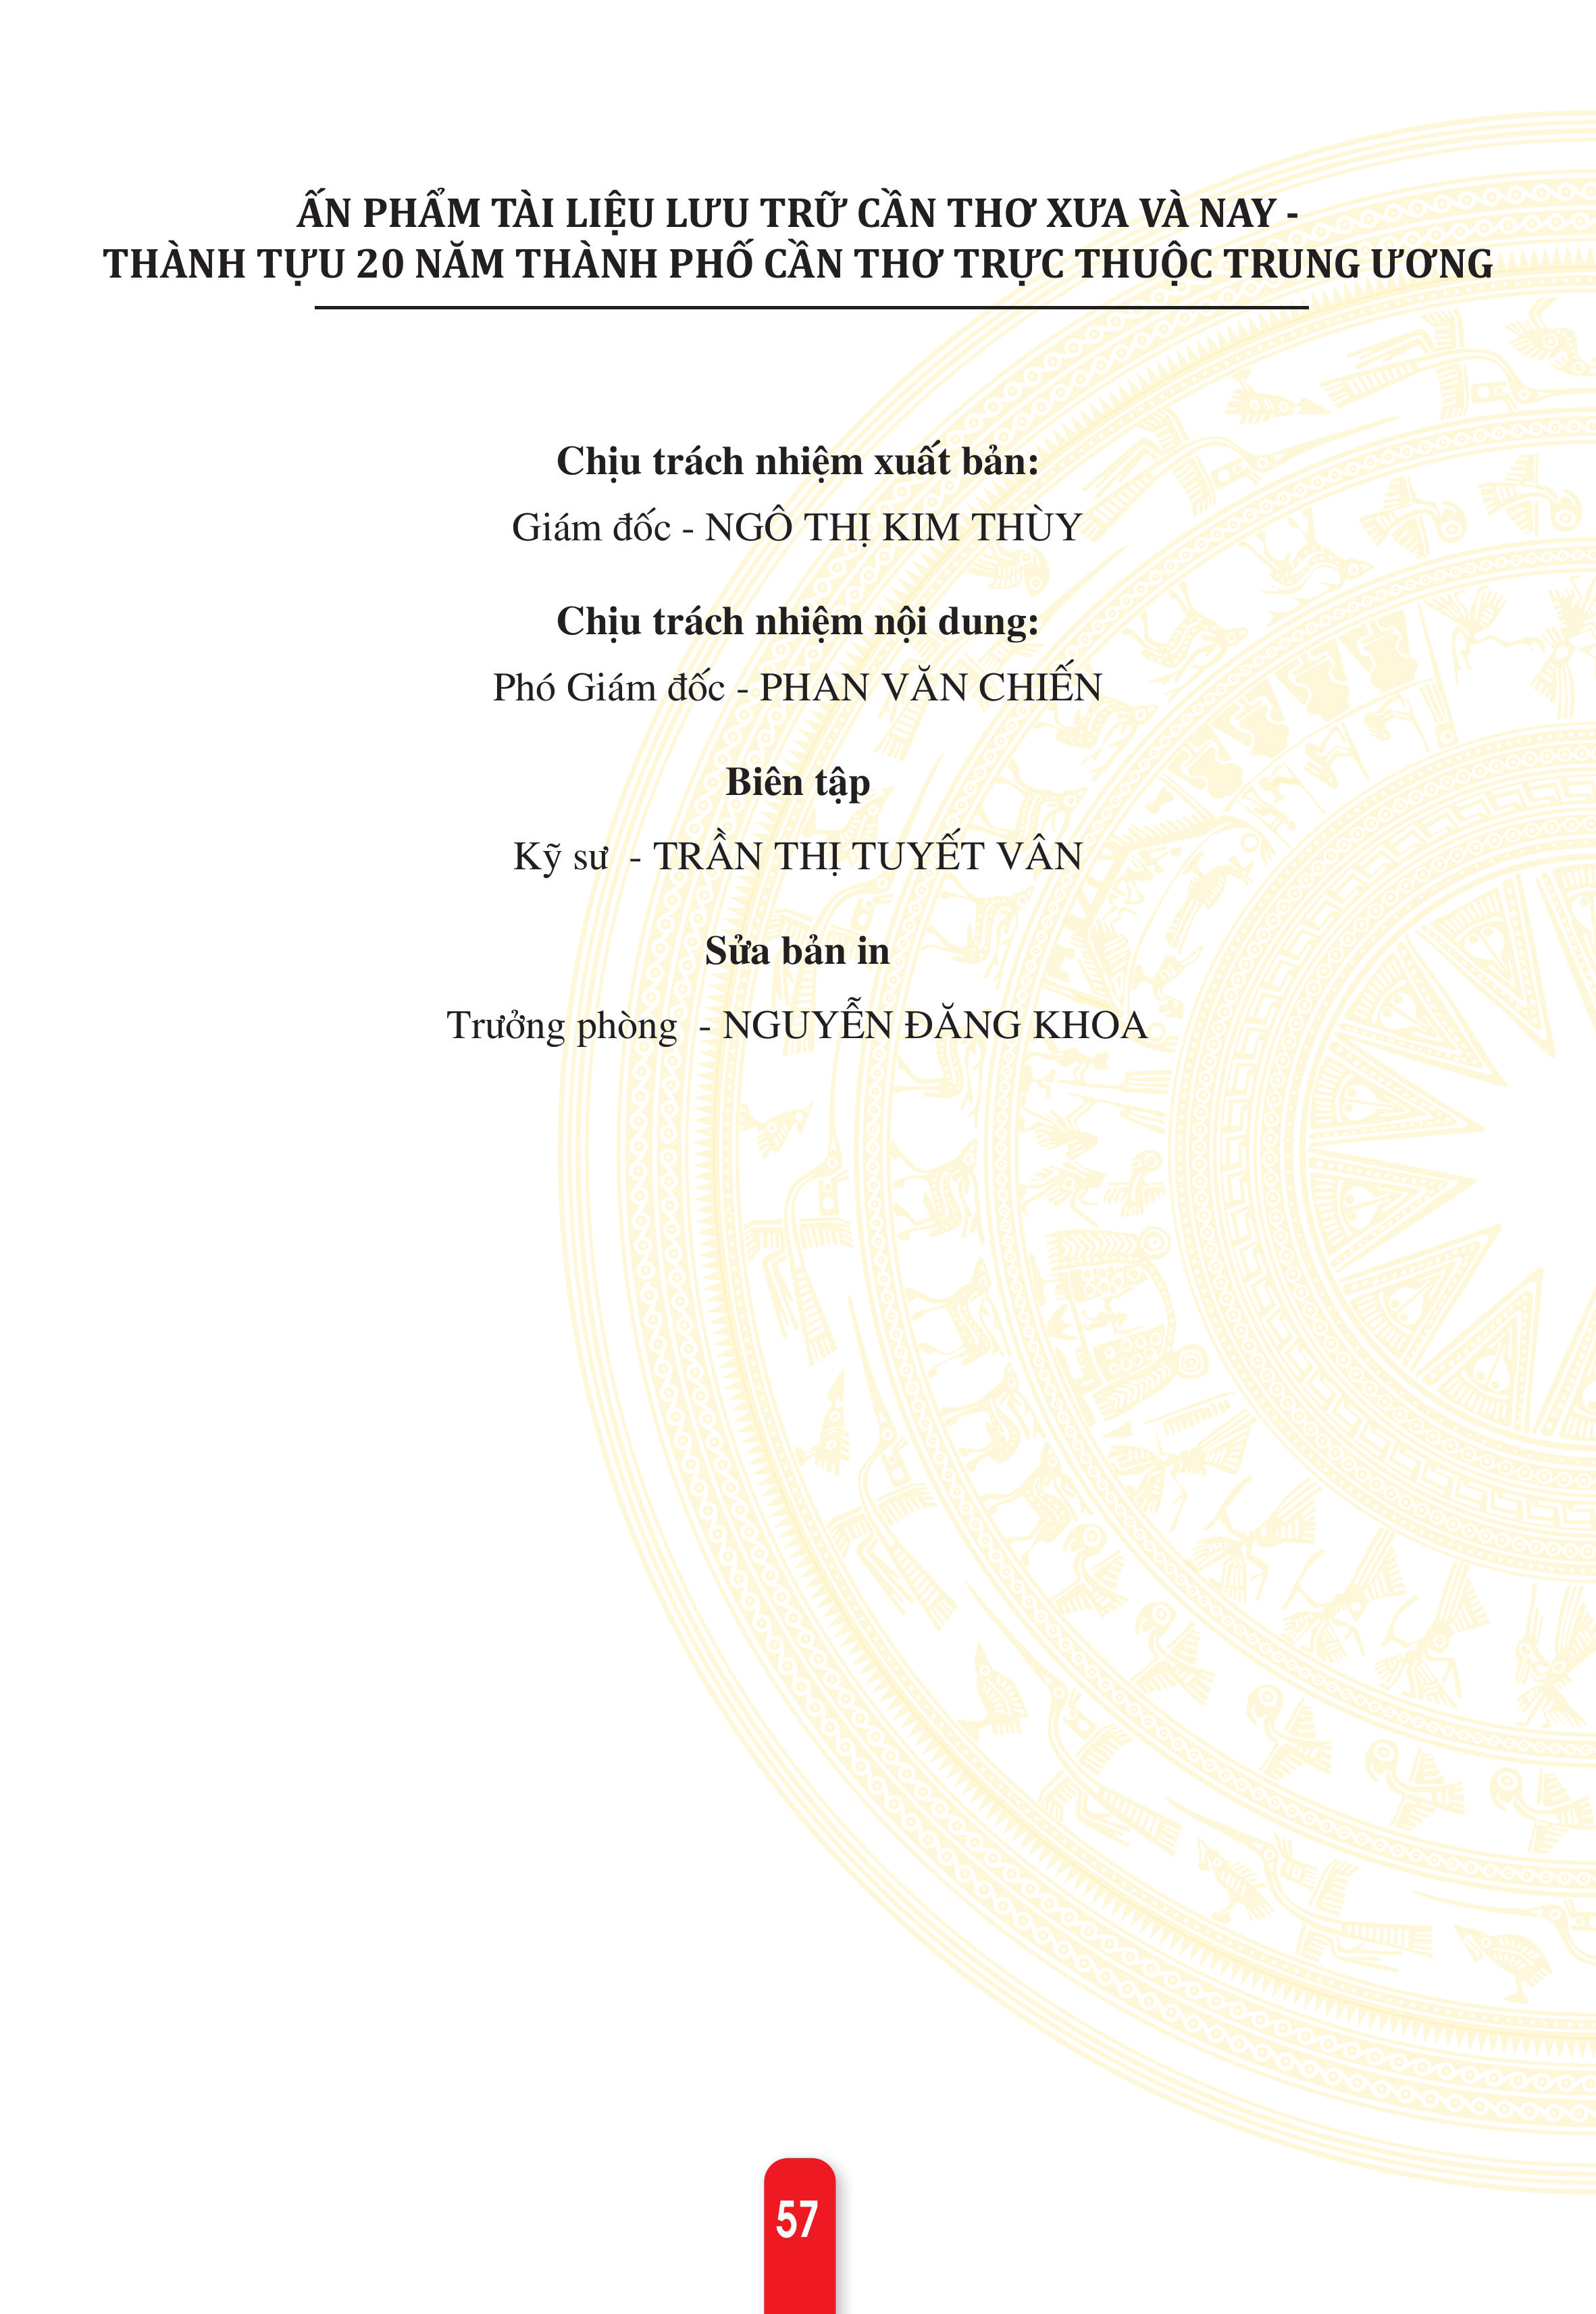 ẤN PHẨM TÀI LIỆU LƯU TRỮ CẦN THƠ XƯA VÀ NAY -
THÀNH TỰU 20 NĂM THÀNH PHỐ CẦN THƠ TRỰC THUỘC TRUNG ƯƠNG
Chịu trách nhiệm xuất bản:
Giám đốc - NGÔ THỊ KIM THÙY
Chịu trách nhiệm nội dung:
Phó Giám đốc - PHAN VĂN CHIẾN
Biên tập
Kỹ sư - TRẦN THỊ TUYẾT VÂN
Sửa bản in
Trưởng phòng - NGUYỄN ĐĂNG KHOA
57